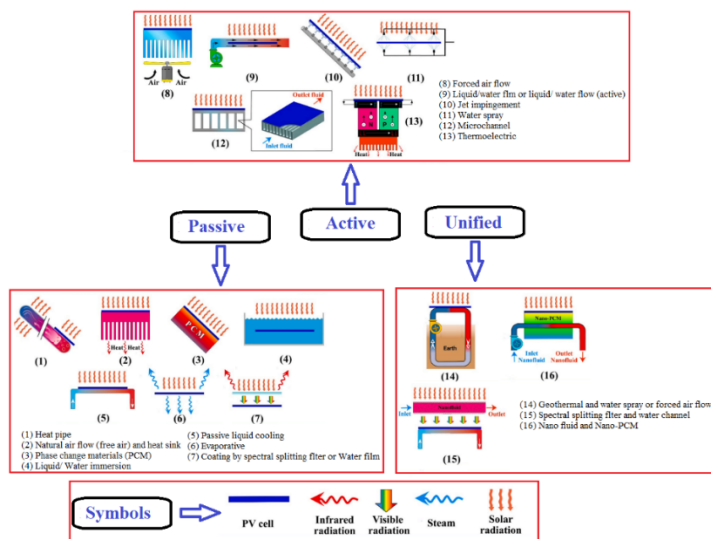 Air Air
(8)
(9)
(10)
(11)
(8) Forced air flow
(9) Liquid/water flm or liquid/ water flow (active)
(10) Jet impingement
(11) Water spray
(12) Microchannel
(13) Thermoelectric
Outlet fluid
Inlet fluid
(12)
(13)
Heat Heat
Passive
Active
Unified
(1)
Heat Heat
(2)
PCM
(3)
(4)
(5)
(6)
(7)
(1) Heat pipe
(2) Natural air flow (free air) and heat sink
(3) Phase change materials (PCM)
(4) Liquid/ Water immersion
(5) Passive liquid cooling
(6) Evaporative
(7) Coating by spectral splitting flter or Water film
Earth
(14)
Nano-PCM
Inlet Nanofluid
Outlet Nanofluid
(16)
Nanofluid
Inlet
Outlet
(15)
(14) Geothermal and water spray or forced air flow
(15) Spectral splitting flter and water channel
(16) Nano fluid and Nano-PCM
Symbols
PV cell
Infrared radiation
Visible radiation
Steam
Solar radiation